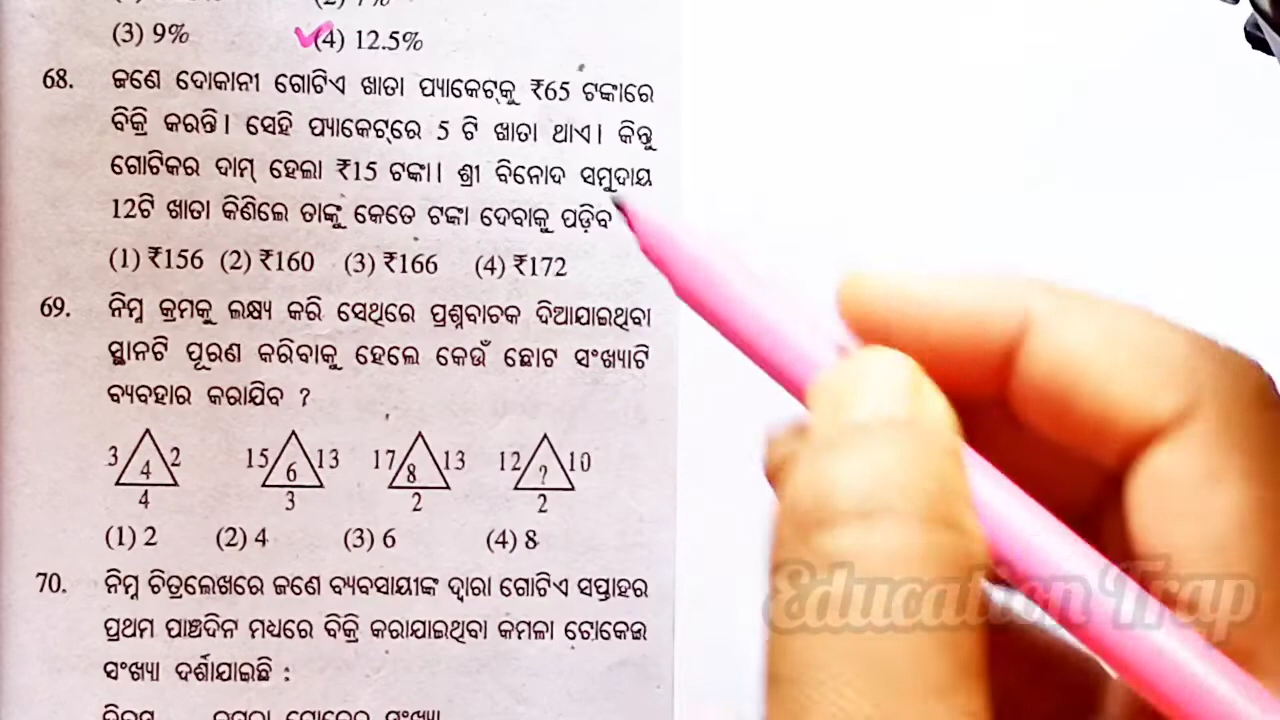 (3) 9% (4) 12.5%
68. ଜଣେ ଦୋକାନୀ ଗୋଟିଏ ଖାତା ପ୍ୟାକେଟ୍‌କୁ ₹65 ଟଙ୍କାରେ
ବିକ୍ରି କରନ୍ତି। ସେହି ପ୍ୟାକେଟ୍‌ରେ 5 ଟି ଖାତା ଥାଏ। କିନ୍ତୁ
ଗୋଟିକର ଦାମ୍ ହେଲା ₹15 ଟଙ୍କା। ଶ୍ରୀ ବିନୋଦ ସମୁଦାୟ
12ଟି ଖାତା କିଣିଲେ ତାଙ୍କୁ କେତେ ଟଙ୍କା ଦେବାକୁ ପଡ଼ିବ
(1) ₹156 (2) ₹160 (3) ₹166 (4) ₹172
69. ନିମ୍ନ କ୍ରମକୁ ଲକ୍ଷ୍ୟ କରି ସେଥିରେ ପ୍ରଶ୍ନବାଚକ ଦିଆଯାଇଥିବା
ସ୍ଥାନଟି ପୂରଣ କରିବାକୁ ହେଲେ କେଉଁ ଛୋଟ ସଂଖ୍ୟାଟି
ବ୍ୟବହାର କରାଯିବ ?
3 4 2 15 6 13 17 8 13 12 ? 10
4 3 2 2
(1) 2 (2) 4 (3) 6 (4) 8
70. ନିମ୍ନ ଚିତ୍ରଲେଖରେ ଜଣେ ବ୍ୟବସାୟୀଙ୍କ ଦ୍ୱାରା ଗୋଟିଏ ସପ୍ତାହର
ପ୍ରଥମ ପାଞ୍ଚଦିନ ମଧ୍ୟରେ ବିକ୍ରି କରାଯାଇଥିବା କମଳା ଟୋକେଇ
ସଂଖ୍ୟା ଦର୍ଶାଯାଇଛି :
Education Trap